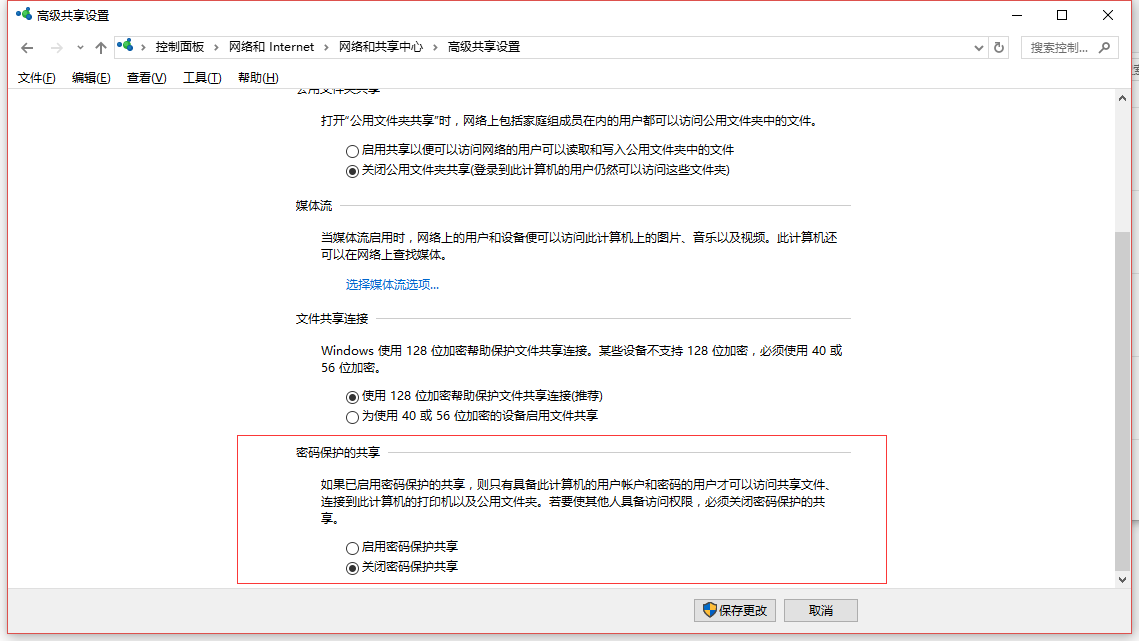 高级共享设置
控制面板 > 网络和 Internet > 网络和共享中心 > 高级共享设置
搜索控制...
文件(F) 编辑(E) 查看(V) 工具(T) 帮助(H)
公用文件夹共享
打开“公用文件夹共享”时，网络上包括家庭组成员在内的用户都可以访问公用文件夹中的文件。
启用共享以便可以访问网络的用户可以读取和写入公用文件夹中的文件
关闭公用文件夹共享(登录到此计算机的用户仍然可以访问这些文件夹)
媒体流
当媒体流启用时，网络上的用户和设备便可以访问此计算机上的图片、音乐以及视频。此计算机还
可以在网络上查找媒体。
选择媒体流选项...
文件共享连接
Windows 使用 128 位加密帮助保护文件共享连接。某些设备不支持 128 位加密，必须使用 40 或
56 位加密。
使用 128 位加密帮助保护文件共享连接(推荐)
为使用 40 或 56 位加密的设备启用文件共享
密码保护的共享
如果已启用密码保护的共享，则只有具备此计算机的用户帐户和密码的用户才可以访问共享文件、
连接到此计算机的打印机以及公用文件夹。若要使其他人具备访问权限，必须关闭密码保护的共
享。
启用密码保护共享
关闭密码保护共享
保存更改 取消